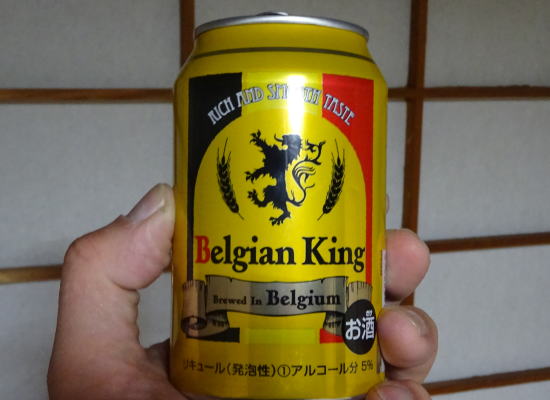 RICH AND SMOOTH TASTE
Belgian King
Brewed In Belgium
お酒
リキュール(発泡性)①アルコール分 5%